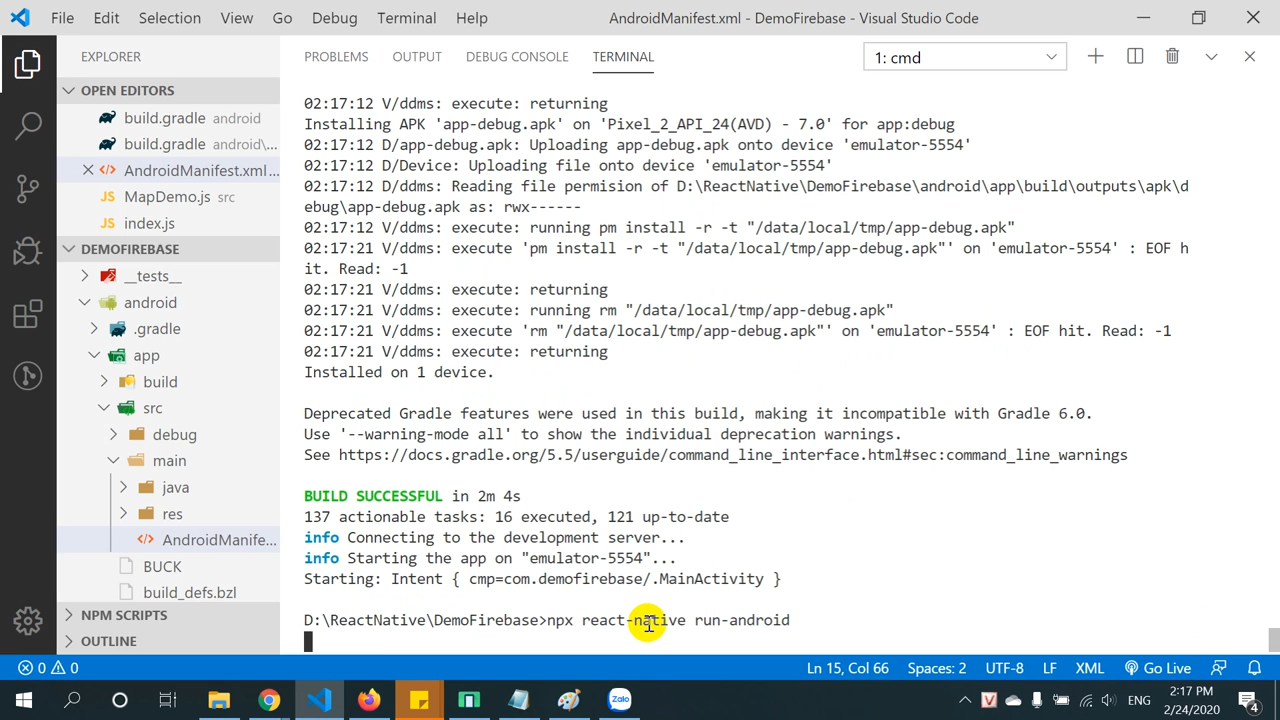 File Edit Selection View Go Debug Terminal Help AndroidManifest.xml - DemoFirebase - Visual Studio Code
EXPLORER
OPEN EDITORS
build.gradle android
build.gradle android\...
AndroidManifest.xml...
MapDemo.js src
index.js
DEMOFIREBASE
__tests__
android
.gradle
app
build
src
debug
main
java
res
AndroidManife...
BUCK
build_defs.bzl
NPM SCRIPTS
OUTLINE
PROBLEMS OUTPUT DEBUG CONSOLE TERMINAL 1: cmd
02:17:12 V/ddms: execute: returning
Installing APK 'app-debug.apk' on 'Pixel_2_API_24(AVD) - 7.0' for app:debug
02:17:12 D/app-debug.apk: Uploading app-debug.apk onto device 'emulator-5554'
02:17:12 D/Device: Uploading file onto device 'emulator-5554'
02:17:12 D/ddms: Reading file permision of D:\ReactNative\DemoFirebase\android\app\build\outputs\apk\d
ebug\app-debug.apk as: rwx------
02:17:12 V/ddms: execute: running pm install -r -t "/data/local/tmp/app-debug.apk"
02:17:21 V/ddms: execute 'pm install -r -t "/data/local/tmp/app-debug.apk"' on 'emulator-5554' : EOF h
it. Read: -1
02:17:21 V/ddms: execute: returning
02:17:21 V/ddms: execute: running rm "/data/local/tmp/app-debug.apk"
02:17:21 V/ddms: execute 'rm "/data/local/tmp/app-debug.apk"' on 'emulator-5554' : EOF hit. Read: -1
02:17:21 V/ddms: execute: returning
Installed on 1 device.
Deprecated Gradle features were used in this build, making it incompatible with Gradle 6.0.
Use '--warning-mode all' to show the individual deprecation warnings.
See https://docs.gradle.org/5.5/userguide/command_line_interface.html#sec:command_line_warnings
BUILD SUCCESSFUL in 2m 4s
137 actionable tasks: 16 executed, 121 up-to-date
info Connecting to the development server...
info Starting the app on "emulator-5554"...
Starting: Intent { cmp=com.demofirebase/.MainActivity }
D:\ReactNative\DemoFirebase>npx react-native run-android
0 0 Ln 15, Col 66 Spaces: 2 UTF-8 LF XML Go Live
Zalo V ENG 2:17 PM
2/24/2020 4